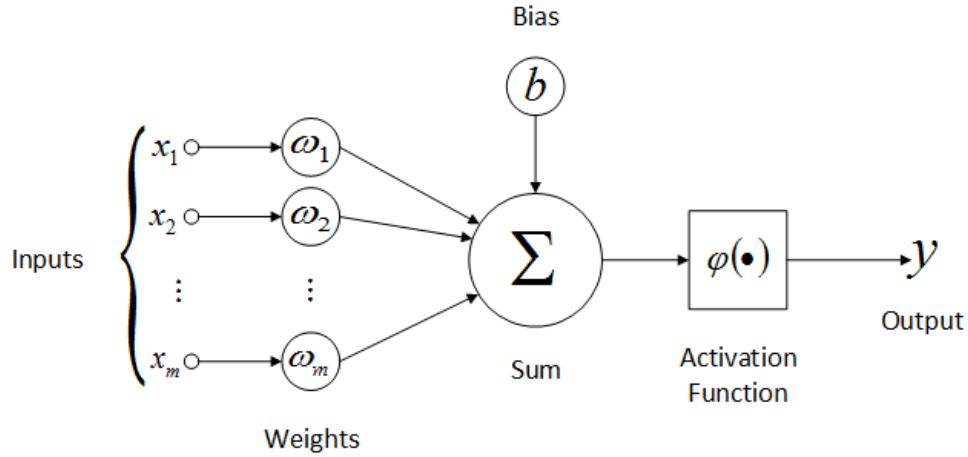 Bias
b
x₁ ω₁
x₂ ω₂
Inputs
⋮ ⋮
Σ
φ(•)
y
Output
xₘ ωₘ
Sum
Activation
Function
Weights